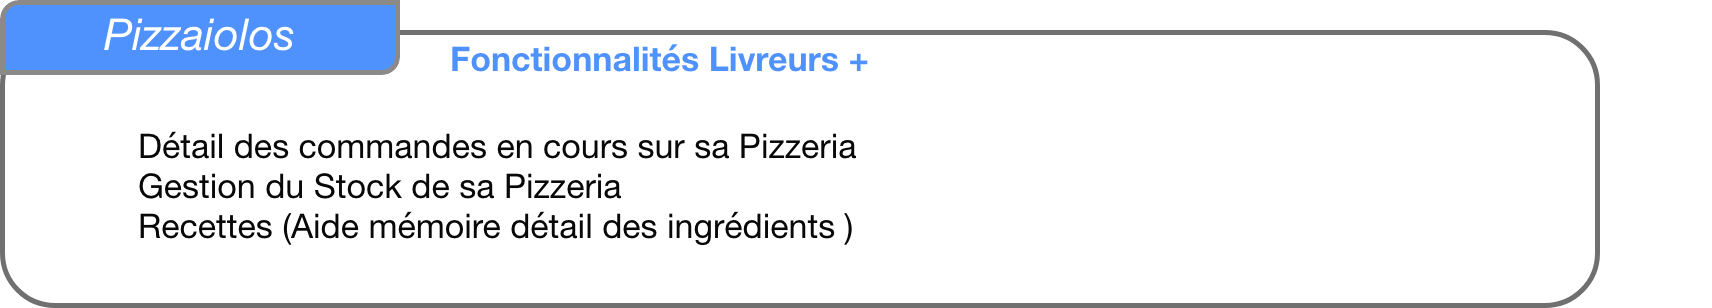 Pizzaiolos
Fonctionnalités Livreurs +
Détail des commandes en cours sur sa Pizzeria
Gestion du Stock de sa Pizzeria
Recettes (Aide mémoire détail des ingrédients )